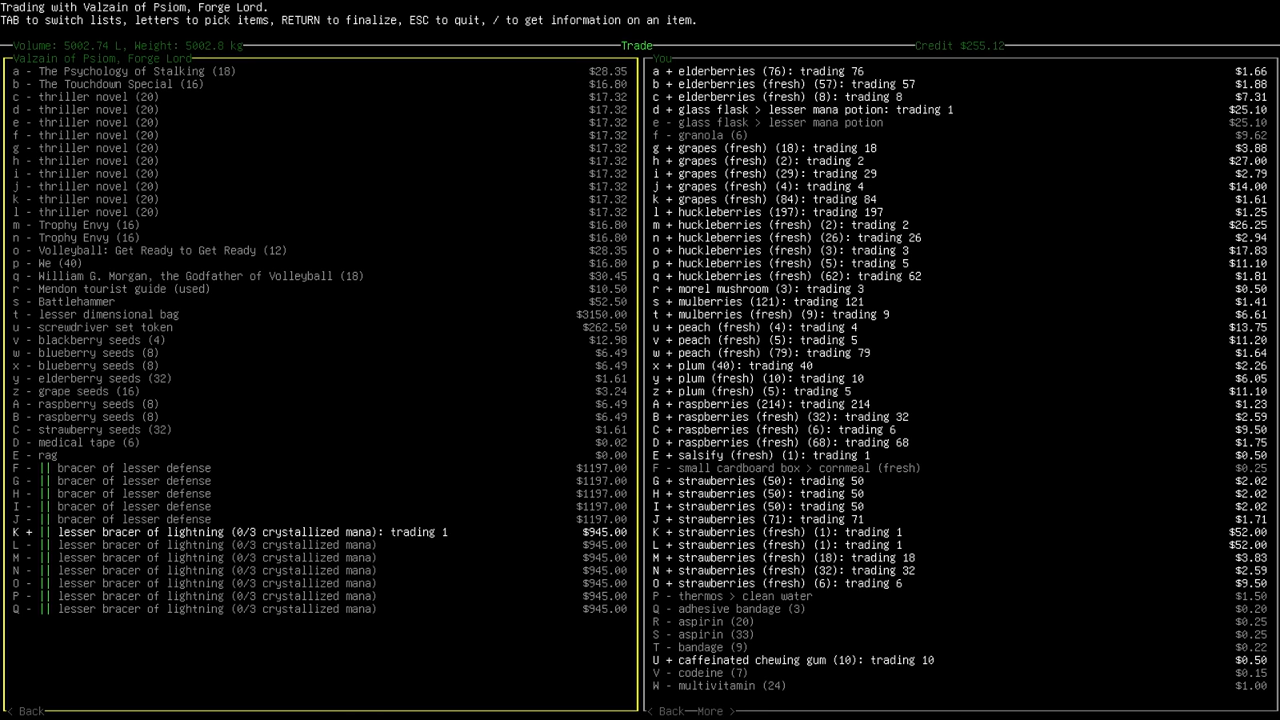 Trading with Valzain of Psiom, Forge Lord.
TAB to switch lists, letters to pick items, RETURN to finalize, ESC to quit, / to get information on an item.
Volume: 5002.74 L, Weight: 5002.8 kg Trade Credit $255.12
Valzain of Psiom, Forge Lord
a - The Psychology of Stalking (18) $28.35
b - The Touchdown Special (16) $16.80
c - thriller novel (20) $17.32
d - thriller novel (20) $17.32
e - thriller novel (20) $17.32
f - thriller novel (20) $17.32
g - thriller novel (20) $17.32
h - thriller novel (20) $17.32
i - thriller novel (20) $17.32
j - thriller novel (20) $17.32
k - thriller novel (20) $17.32
l - thriller novel (20) $17.32
m - Trophy Envy (16) $16.80
n - Trophy Envy (16) $16.80
o - Volleyball: Get Ready to Get Ready (12) $28.35
p - We (40) $16.80
q - William G. Morgan, the Godfather of Volleyball (18) $30.45
r - Mendon tourist guide (used) $10.50
s - Battlehammer $52.50
t - lesser dimensional bag $3150.00
u - screwdriver set token $262.50
v - blackberry seeds (4) $12.98
w - blueberry seeds (8) $6.49
x - blueberry seeds (8) $6.49
y - elderberry seeds (32) $1.61
z - grape seeds (16) $3.24
A - raspberry seeds (8) $6.49
B - raspberry seeds (8) $6.49
C - strawberry seeds (32) $1.61
D - medical tape (6) $0.02
E - rag $0.00
F - || bracer of lesser defense $1197.00
G - || bracer of lesser defense $1197.00
H - || bracer of lesser defense $1197.00
I - || bracer of lesser defense $1197.00
J - || bracer of lesser defense $1197.00
K + || lesser bracer of lightning (0/3 crystallized mana): trading 1 $945.00
L - || lesser bracer of lightning (0/3 crystallized mana) $945.00
M - || lesser bracer of lightning (0/3 crystallized mana) $945.00
N - || lesser bracer of lightning (0/3 crystallized mana) $945.00
O - || lesser bracer of lightning (0/3 crystallized mana) $945.00
P - || lesser bracer of lightning (0/3 crystallized mana) $945.00
Q - || lesser bracer of lightning (0/3 crystallized mana) $945.00
< Back
You
a + elderberries (76): trading 76 $1.66
b + elderberries (fresh) (57): trading 57 $1.88
c + elderberries (fresh) (8): trading 8 $7.31
d + glass flask > lesser mana potion: trading 1 $25.10
e - glass flask > lesser mana potion $25.10
f - granola (6) $9.62
g + grapes (fresh) (18): trading 18 $3.88
h + grapes (fresh) (2): trading 2 $27.00
i + grapes (fresh) (29): trading 29 $2.79
j + grapes (fresh) (4): trading 4 $14.00
k + grapes (fresh) (84): trading 84 $1.61
l + huckleberries (197): trading 197 $1.25
m + huckleberries (fresh) (2): trading 2 $26.25
n + huckleberries (fresh) (26): trading 26 $2.94
o + huckleberries (fresh) (3): trading 3 $17.83
p + huckleberries (fresh) (5): trading 5 $11.10
q + huckleberries (fresh) (62): trading 62 $1.81
r + morel mushroom (3): trading 3 $0.50
s + mulberries (121): trading 121 $1.41
t + mulberries (fresh) (9): trading 9 $6.61
u + peach (fresh) (4): trading 4 $13.75
v + peach (fresh) (5): trading 5 $11.20
w + peach (fresh) (79): trading 79 $1.64
x + plum (40): trading 40 $2.26
y + plum (fresh) (10): trading 10 $6.05
z + plum (fresh) (5): trading 5 $11.10
A + raspberries (214): trading 214 $1.23
B + raspberries (fresh) (32): trading 32 $2.59
C + raspberries (fresh) (6): trading 6 $9.50
D + raspberries (fresh) (68): trading 68 $1.75
E + salsify (fresh) (1): trading 1 $0.50
F - small cardboard box > cornmeal (fresh) $0.25
G + strawberries (50): trading 50 $2.02
H + strawberries (50): trading 50 $2.02
I + strawberries (50): trading 50 $2.02
J + strawberries (71): trading 71 $1.71
K + strawberries (fresh) (1): trading 1 $52.00
L + strawberries (fresh) (1): trading 1 $52.00
M + strawberries (fresh) (18): trading 18 $3.83
N + strawberries (fresh) (32): trading 32 $2.59
O + strawberries (fresh) (6): trading 6 $9.50
P - thermos > clean water $1.50
Q - adhesive bandage (3) $0.20
R - aspirin (20) $0.25
S - aspirin (33) $0.25
T - bandage (9) $0.22
U + caffeinated chewing gum (10): trading 10 $0.50
V - codeine (7) $0.15
W - multivitamin (24) $1.00
< Back More >